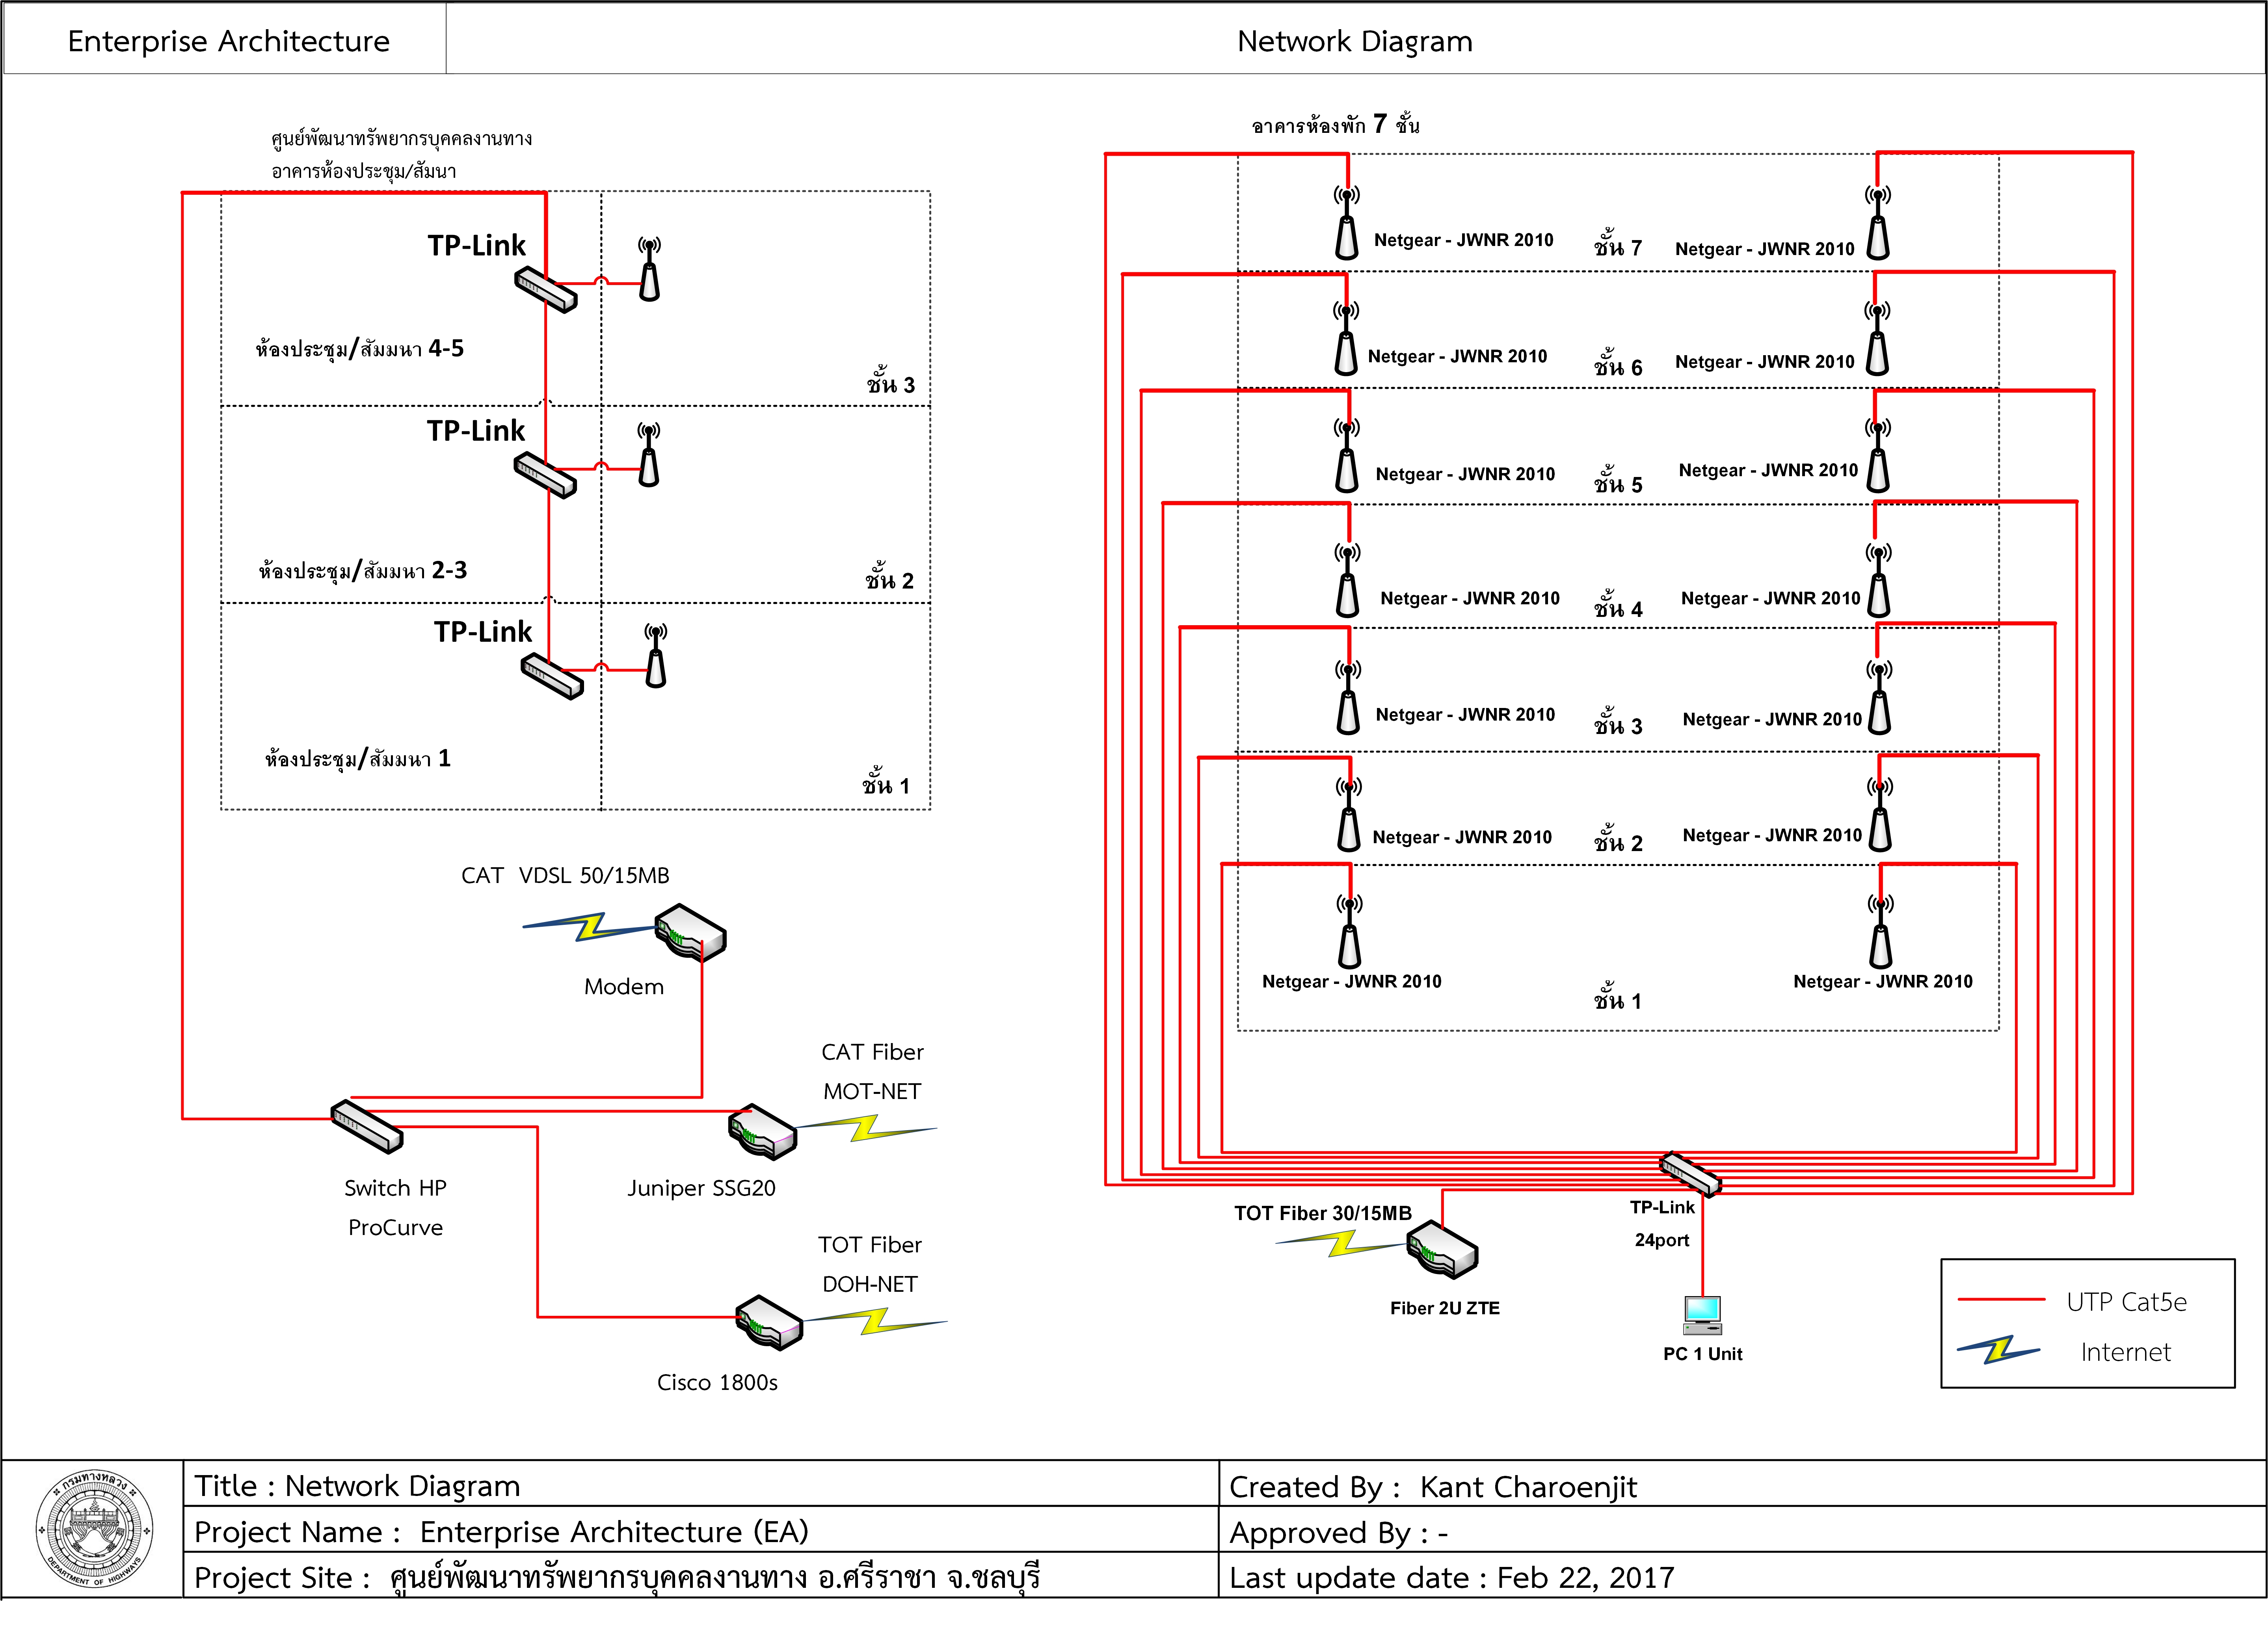 Enterprise Architecture
Network Diagram
ศูนย์พัฒนาทรัพยากรบุคคลงานทาง
อาคารห้องประชุม/สัมนา
TP-Link
ห้องประชุม/สัมมนา 4-5
ชั้น 3
TP-Link
ห้องประชุม/สัมมนา 2-3
ชั้น 2
TP-Link
ห้องประชุม/สัมมนา 1
ชั้น 1
CAT VDSL 50/15MB
Modem
CAT Fiber
MOT-NET
Switch HP
ProCurve
Juniper SSG20
TOT Fiber
DOH-NET
Cisco 1800s
อาคารห้องพัก 7 ชั้น
Netgear - JWNR 2010 ชั้น 7 Netgear - JWNR 2010
Netgear - JWNR 2010 ชั้น 6 Netgear - JWNR 2010
Netgear - JWNR 2010 ชั้น 5 Netgear - JWNR 2010
Netgear - JWNR 2010 ชั้น 4 Netgear - JWNR 2010
Netgear - JWNR 2010 ชั้น 3 Netgear - JWNR 2010
Netgear - JWNR 2010 ชั้น 2 Netgear - JWNR 2010
Netgear - JWNR 2010 Netgear - JWNR 2010
ชั้น 1
TOT Fiber 30/15MB
Fiber 2U ZTE
TP-Link
24port
PC 1 Unit
UTP Cat5e
Internet
กรมทางหลวง
DEPARTMENT OF HIGHWAYS
Title : Network Diagram
Project Name : Enterprise Architecture (EA)
Project Site : ศูนย์พัฒนาทรัพยากรบุคคลงานทาง อ.ศรีราชา จ.ชลบุรี
Created By : Kant Charoenjit
Approved By : -
Last update date : Feb 22, 2017